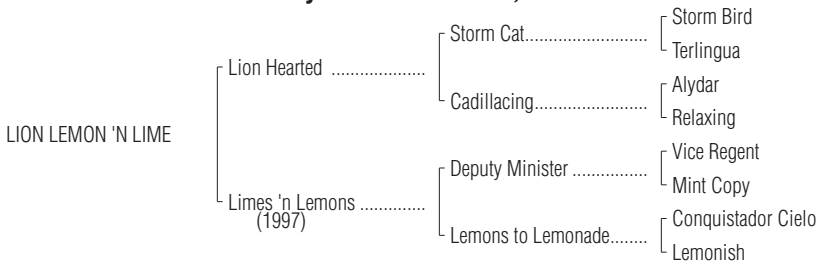 Storm Bird
Storm Cat........................
Terlingua
Lion Hearted ....................
Alydar
Cadillacing.......................
Relaxing
LION LEMON 'N LIME
Vice Regent
Deputy Minister ................
Mint Copy
Limes 'n Lemons ..............
(1997)
Conquistador Cielo
Lemons to Lemonade........
Lemonish